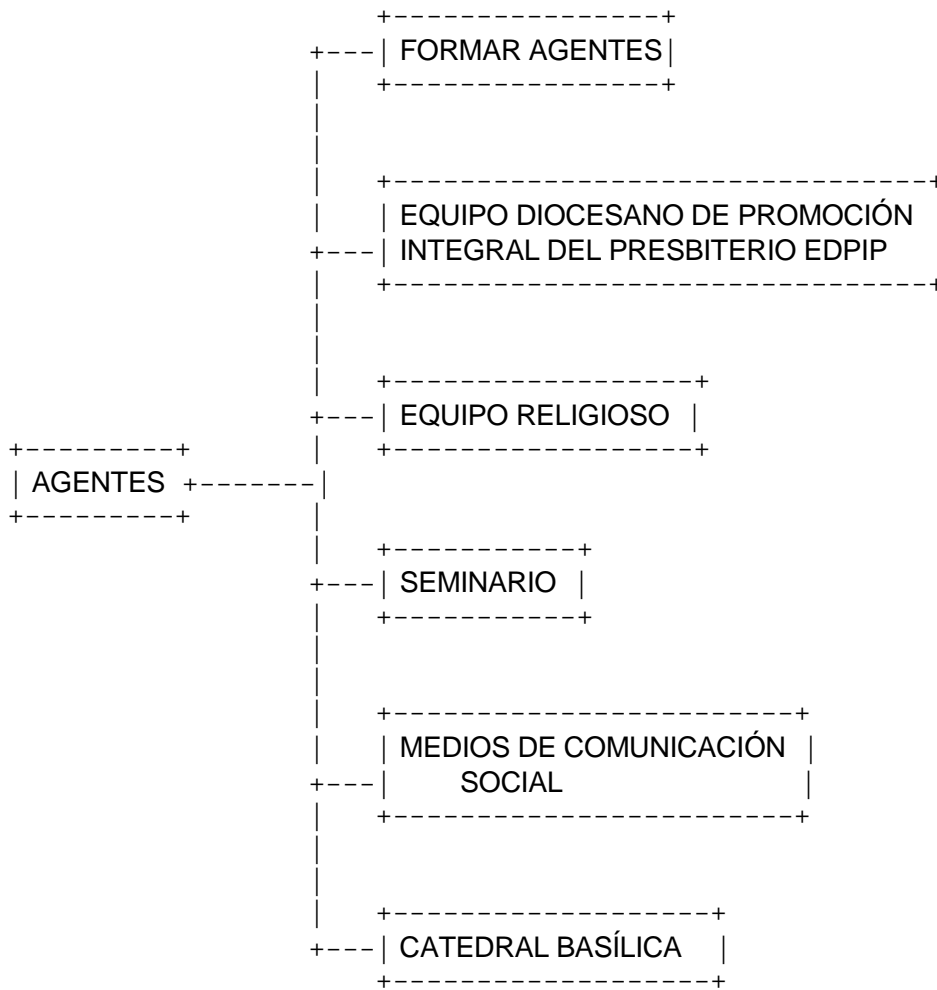 FORMAR AGENTES
EQUIPO DIOCESANO DE PROMOCIÓN
INTEGRAL DEL PRESBITERIO EDPIP
EQUIPO RELIGIOSO
AGENTES
SEMINARIO
MEDIOS DE COMUNICACIÓN
SOCIAL
CATEDRAL BASÍLICA